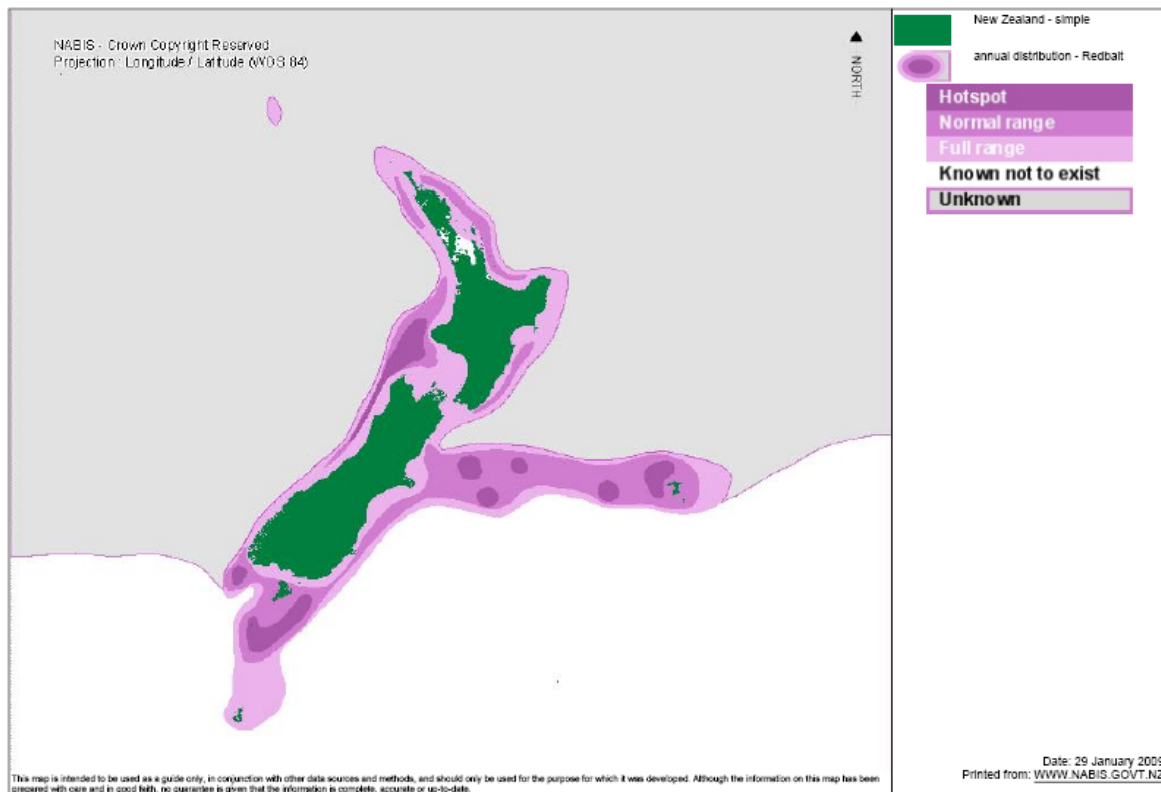 NABIS - Crown Copyright Reserved
Projection : Longitude / Latitude (WGS 84)
NORTH
New Zealand - simple
annual distribution - Redbait
Hotspot
Normal range
Full range
Known not to exist
Unknown
This map is intended to be used as a guide only, in conjunction with other data sources and methods, and should only be used for the purpose for which it was developed. Although the information on this map has been
prepared with care and in good faith, no guarantee is given that the information is complete, accurate or up-to-date.
Date: 29 January 2009
Printed from: WWW.NABIS.GOVT.NZ